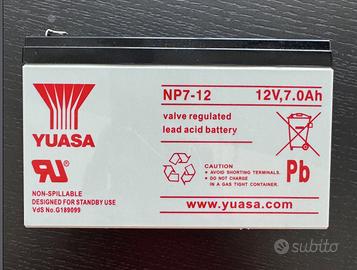 NP7-12 12V,7.0Ah
valve regulated
lead acid battery
YUASA
Pb
CAUTION:
● AVOID SHORTING.
● DO NOT CHARGE
IN A GAS TIGHT CONTAINER.
NON-SPILLABLE
DESIGNED FOR STANDBY USE
VdS No.G189099
www.yuasa.com
subito